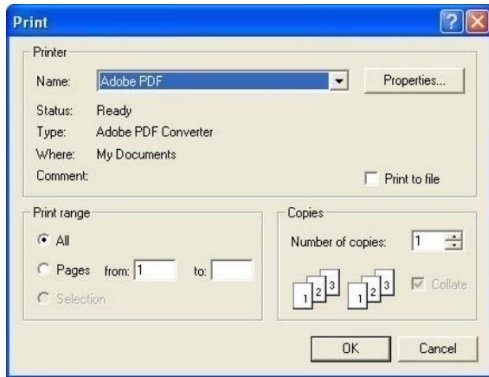 Print
Printer
Name: Adobe PDF Properties...
Status: Ready
Type: Adobe PDF Converter
Where: My Documents
Comment: Print to file
Print range
All
Pages from: 1 to:
Selection
Copies
Number of copies: 1
1 2 3 1 2 3 Collate
OK Cancel